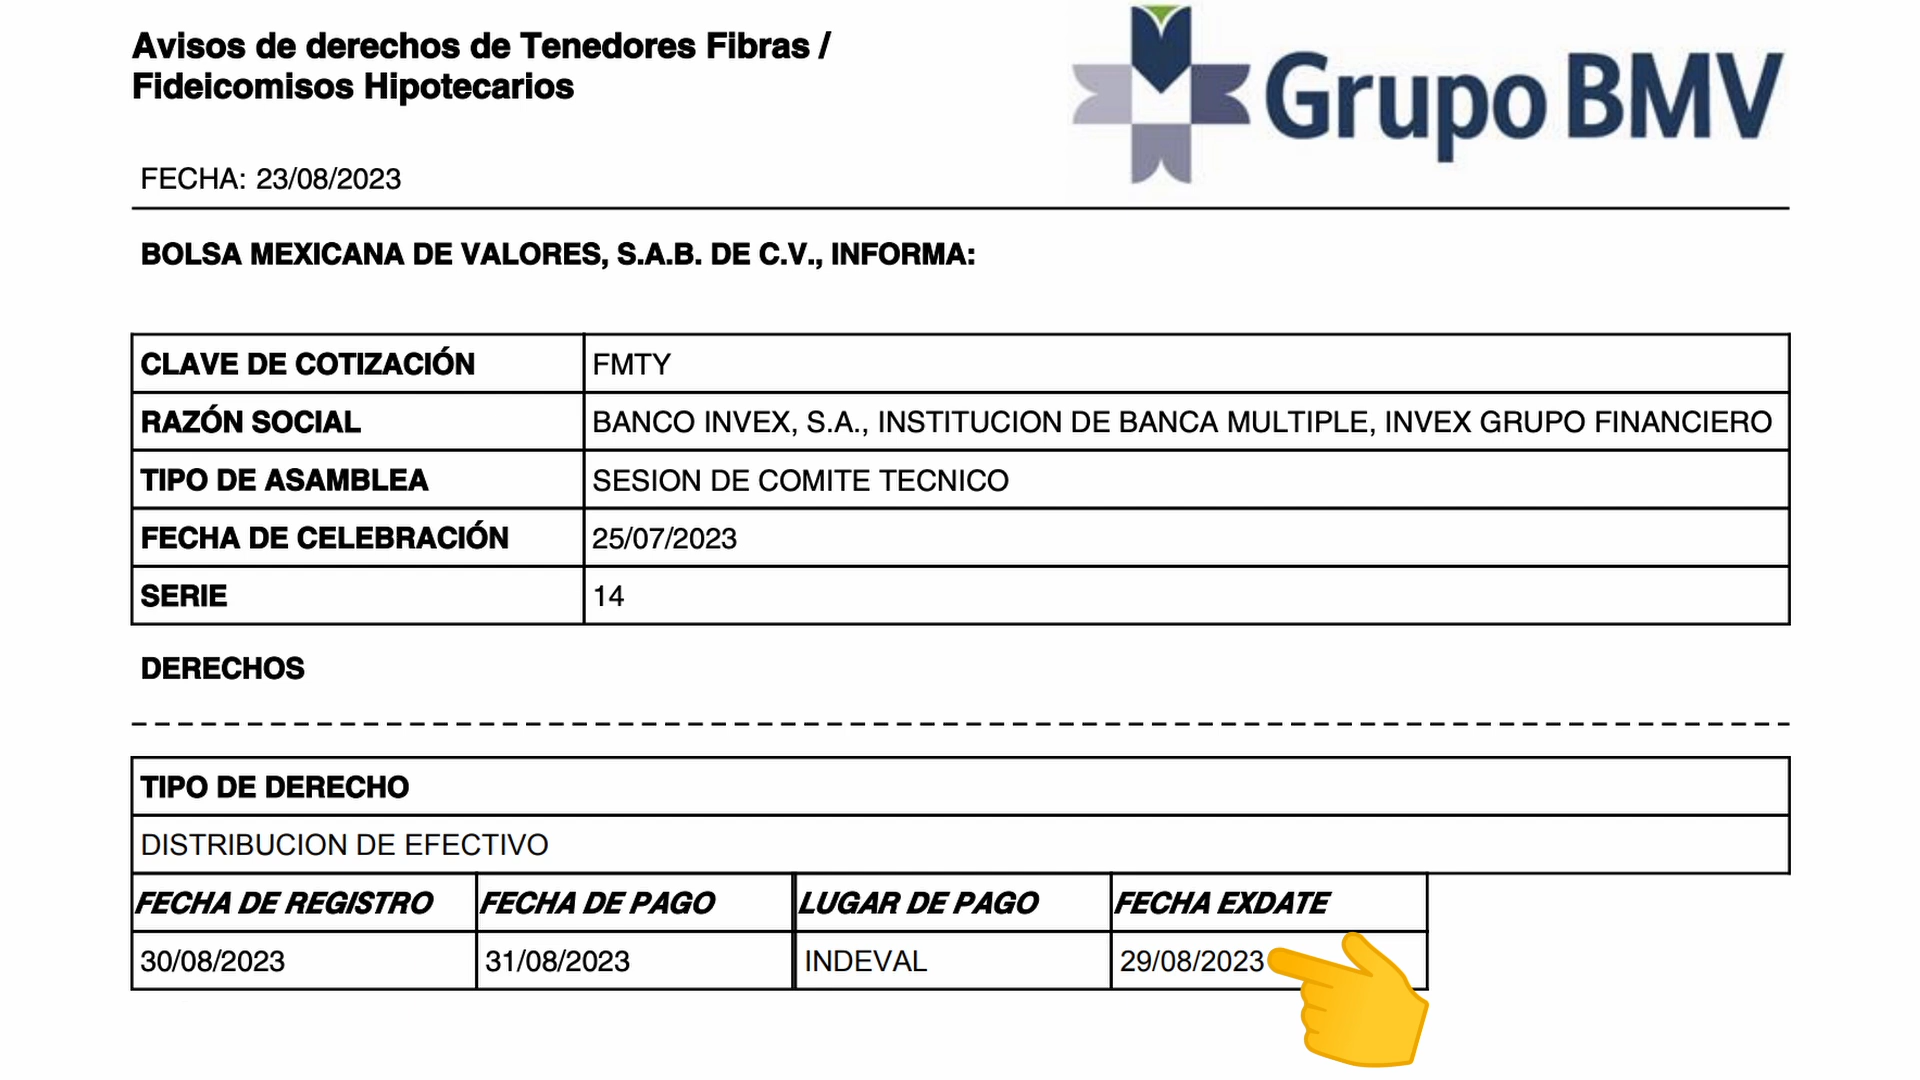 Avisos de derechos de Tenedores Fibras /
Fideicomisos Hipotecarios
Grupo BMV
FECHA: 23/08/2023
BOLSA MEXICANA DE VALORES, S.A.B. DE C.V., INFORMA:
CLAVE DE COTIZACIÓN FMTY
RAZÓN SOCIAL BANCO INVEX, S.A., INSTITUCION DE BANCA MULTIPLE, INVEX GRUPO FINANCIERO
TIPO DE ASAMBLEA SESION DE COMITE TECNICO
FECHA DE CELEBRACIÓN 25/07/2023
SERIE 14
DERECHOS
TIPO DE DERECHO
DISTRIBUCION DE EFECTIVO
FECHA DE REGISTRO FECHA DE PAGO LUGAR DE PAGO FECHA EXDATE
30/08/2023 31/08/2023 INDEVAL 29/08/2023